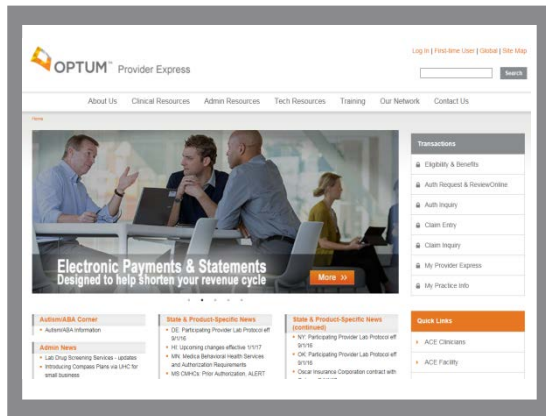 Log In | First-time User | Global | Site Map
OPTUM™ Provider Express
Search
About Us Clinical Resources Admin Resources Tech Resources Training Our Network Contact Us
Home
Electronic Payments & Statements
Designed to help shorten your revenue cycle
More »
Transactions
Eligibility & Benefits
Auth Request & ReviewOnline
Auth Inquiry
Claim Entry
Claim Inquiry
My Provider Express
My Practice Info
Quick Links
ACE Clinicians
ACE Facility
Autism/ABA Corner
Autism/ABA Information
Admin News
Lab Drug Screening Services - updates
Introducing Compass Plans via UHC for
small business
State & Product-Specific News
DE: Participating Provider Lab Protocol eff
9/1/16
HI: Upcoming changes effective 1/1/17
MN: Medica Behavioral Health Services
and Authorization Requirements
MS CMHCs: Prior Authorization, ALERT
State & Product-Specific News
(continued)
NY: Participating Provider Lab Protocol eff
9/1/16
OK: Participating Provider Lab Protocol eff
9/1/16
Oscar Insurance Corporation contract with